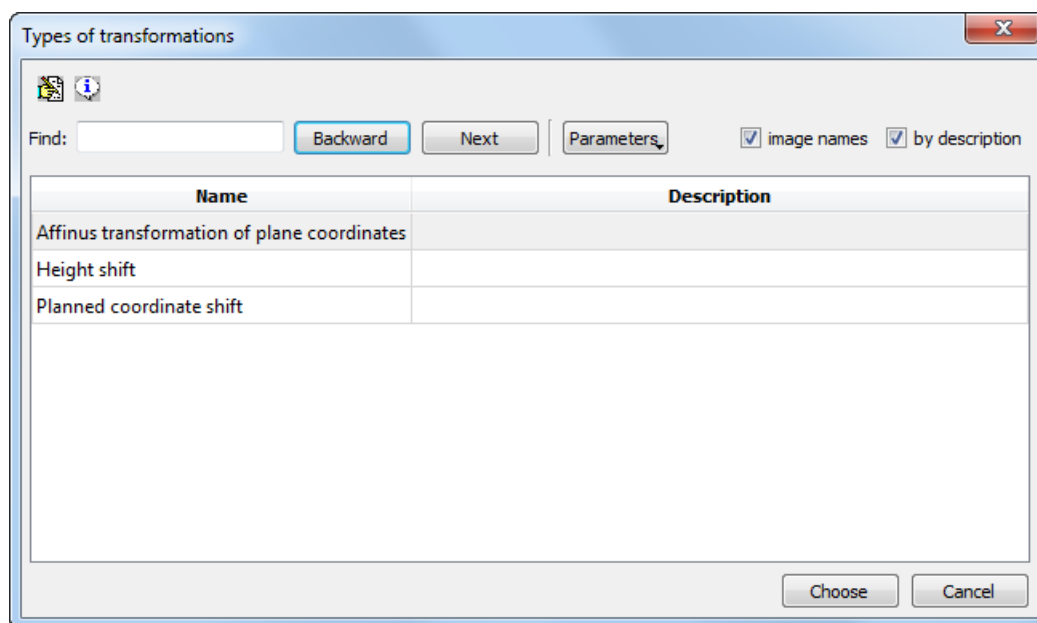 Types of transformations
Find: Backward Next Parameters image names by description
Name Description
Affinus transformation of plane coordinates
Height shift
Planned coordinate shift
Choose Cancel